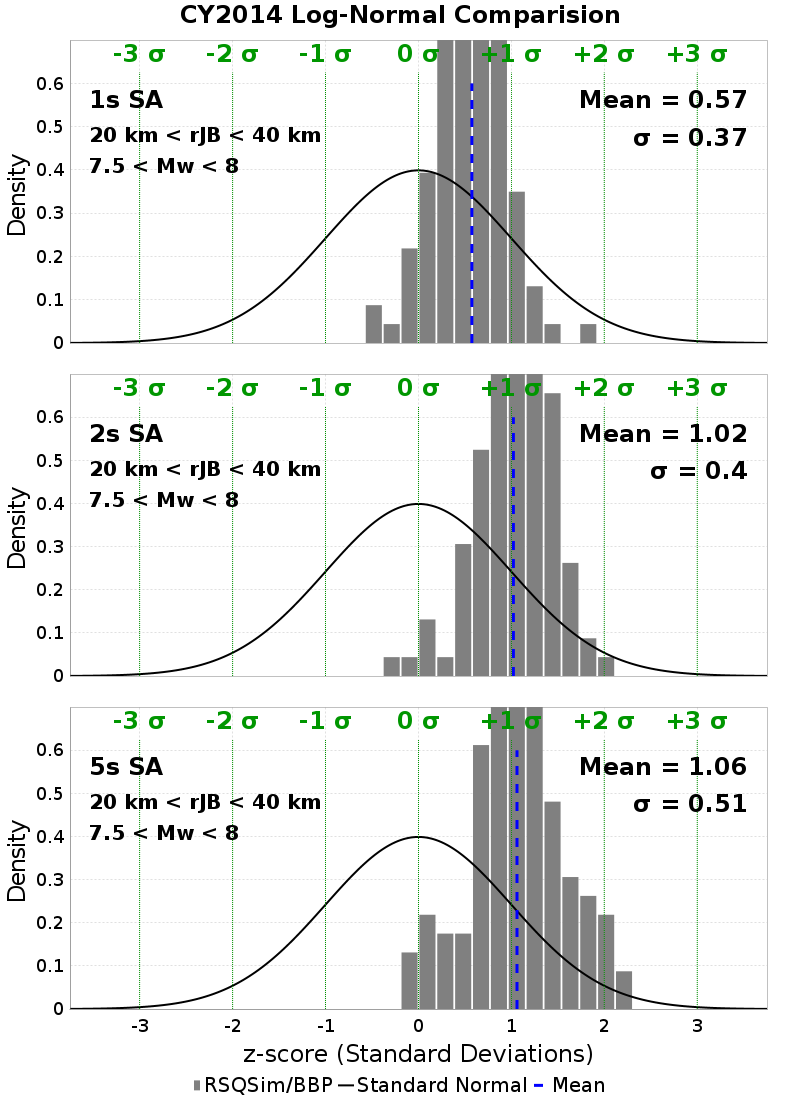 CY2014 Log-Normal Comparision
-3 σ -2 σ -1 σ 0 σ +1 σ +2 σ +3 σ
1s SA
20 km < rJB < 40 km
7.5 < Mw < 8
Mean = 0.57
σ = 0.37
Density
0.6
0.5
0.4
0.3
0.2
0.1
0
-3 σ -2 σ -1 σ 0 σ +1 σ +2 σ +3 σ
2s SA
20 km < rJB < 40 km
7.5 < Mw < 8
Mean = 1.02
σ = 0.4
Density
0.6
0.5
0.4
0.3
0.2
0.1
0
-3 σ -2 σ -1 σ 0 σ +1 σ +2 σ +3 σ
5s SA
20 km < rJB < 40 km
7.5 < Mw < 8
Mean = 1.06
σ = 0.51
Density
0.6
0.5
0.4
0.3
0.2
0.1
0
-3 -2 -1 0 1 2 3
z-score (Standard Deviations)
RSQSim/BBP Standard Normal Mean